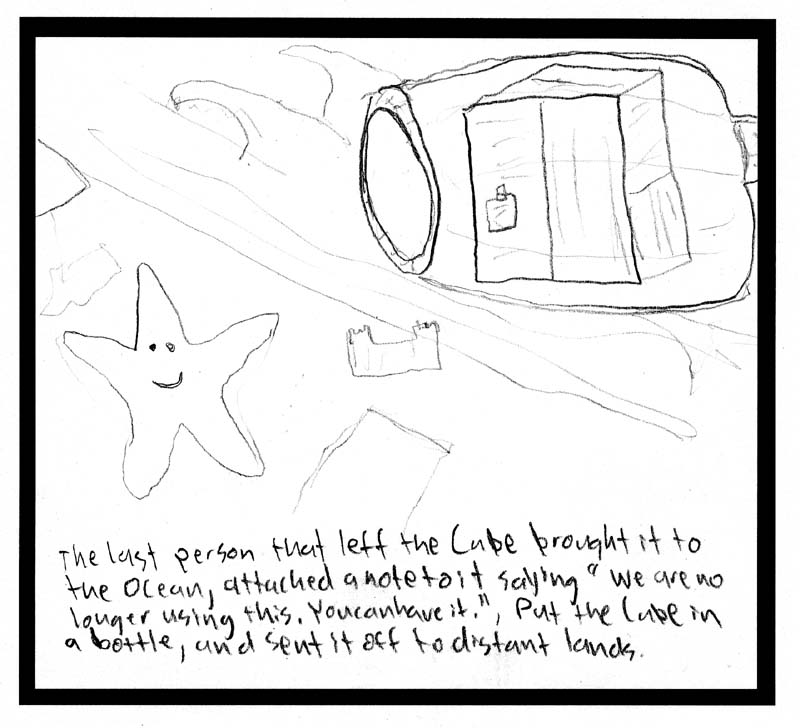 The last person that left the Cube brought it to
the Ocean, attached a note to it saying "we are no
longer using this. You can have it.", Put the Cube in
a bottle, and sent it off to distant lands.